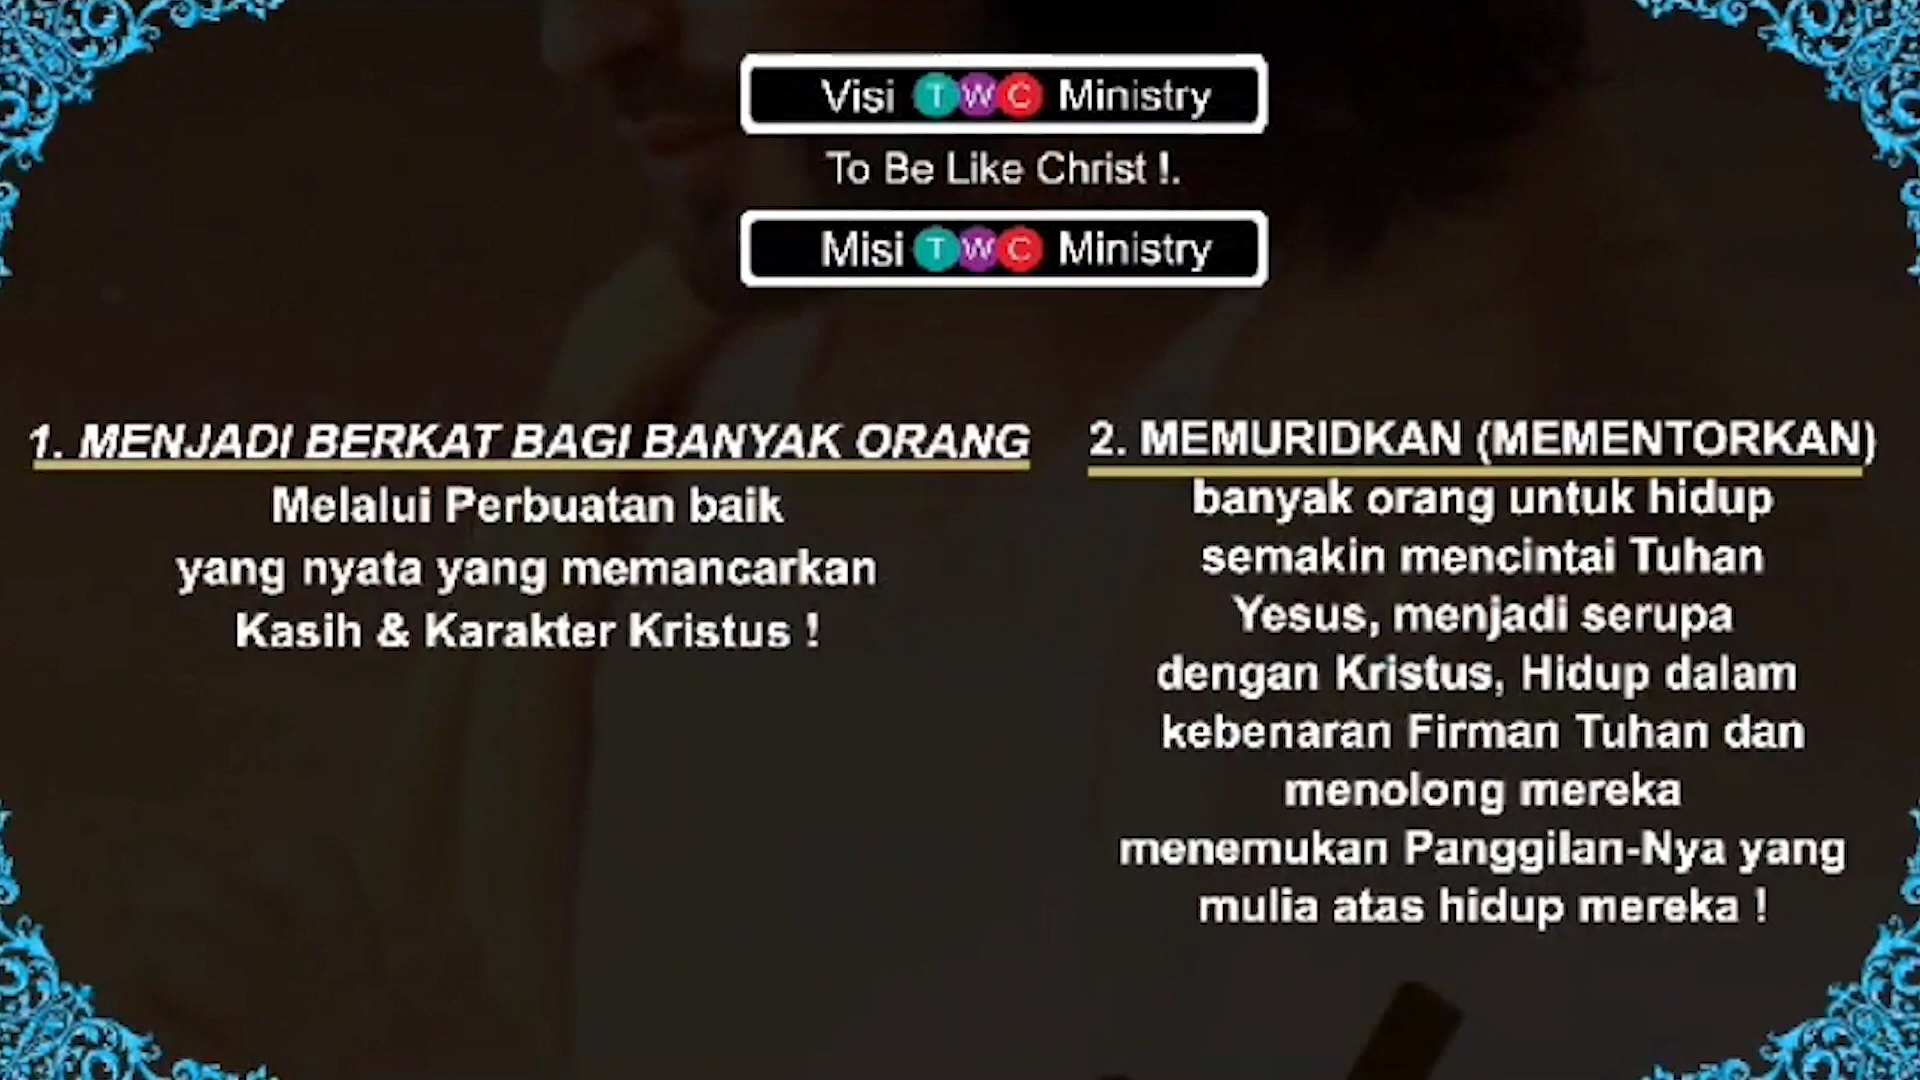 Visi TWC Ministry
To Be Like Christ !.
Misi TWC Ministry
1. MENJADI BERKAT BAGI BANYAK ORANG
Melalui Perbuatan baik
yang nyata yang memancarkan
Kasih & Karakter Kristus !
2. MEMURIDKAN (MEMENTORKAN)
banyak orang untuk hidup
semakin mencintai Tuhan
Yesus, menjadi serupa
dengan Kristus, Hidup dalam
kebenaran Firman Tuhan dan
menolong mereka
menemukan Panggilan-Nya yang
mulia atas hidup mereka !